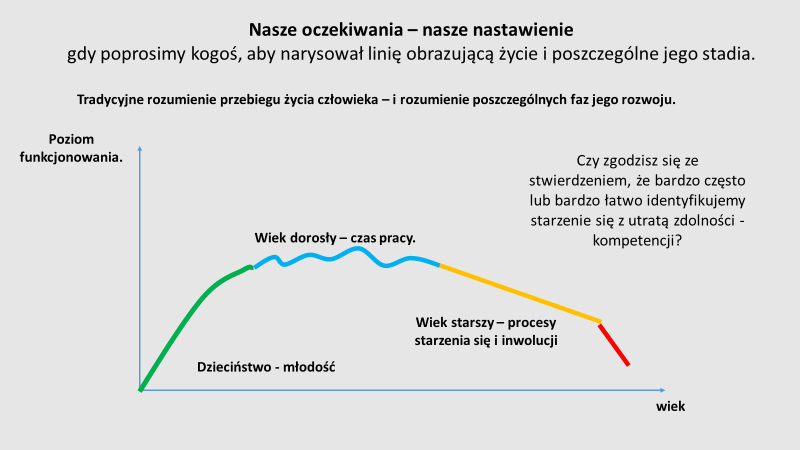 Nasze oczekiwania – nasze nastawienie
gdy poprosimy kogoś, aby narysował linię obrazującą życie i poszczególne jego stadia.
Tradycyjne rozumienie przebiegu życia człowieka – i rozumienie poszczególnych faz jego rozwoju.
Poziom
funkcjonowania.
Czy zgodzisz się ze
stwierdzeniem, że bardzo często
lub bardzo łatwo identyfikujemy
starzenie się z utratą zdolności -
kompetencji?
Wiek dorosły – czas pracy.
Wiek starszy – procesy
starzenia się i inwolucji
Dzieciństwo - młodość
wiek